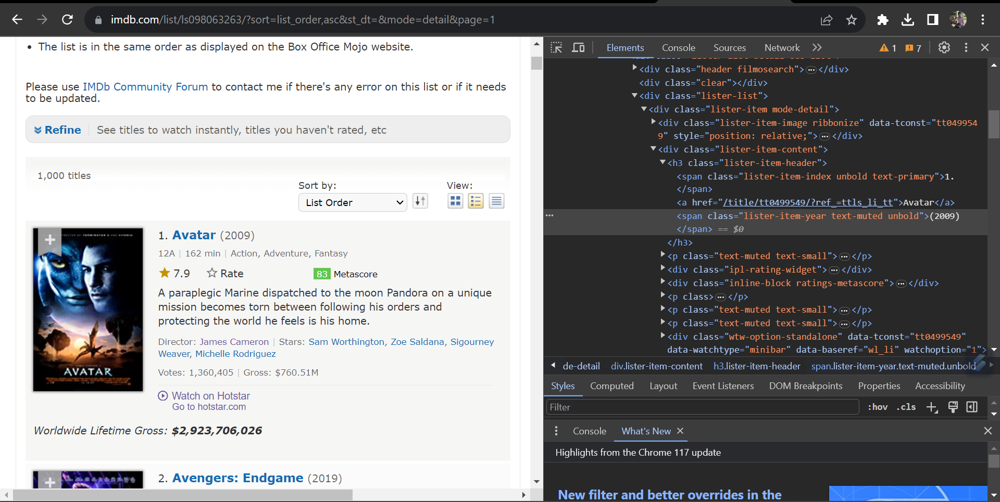 imdb.com/list/ls098063263/?sort=list_order,asc&st_dt=&mode=detail&page=1
• The list is in the same order as displayed on the Box Office Mojo website.
Please use IMDb Community Forum to contact me if there's any error on this list or if it needs
to be updated.
Refine See titles to watch instantly, titles you haven't rated, etc
1,000 titles
Sort by:
View:
List Order
1. Avatar (2009)
12A | 162 min | Action, Adventure, Fantasy
7.9 Rate 83 Metascore
A paraplegic Marine dispatched to the moon Pandora on a unique
mission becomes torn between following his orders and
protecting the world he feels is his home.
Director: James Cameron | Stars: Sam Worthington, Zoe Saldana, Sigourney
Weaver, Michelle Rodriguez
Votes: 1,360,405 | Gross: $760.51M
Watch on Hotstar
Go to hotstar.com
AVATAR
Worldwide Lifetime Gross: $2,923,706,026
2. Avengers: Endgame (2019)
Elements Console Sources Network 1 7
<div class="header filmosearch">…</div>
<div class="clear"></div>
<div class="lister-list">
<div class="lister-item mode-detail">
<div class="lister-item-image ribbonize" data-tconst="tt049954
9" style="position: relative;">…</div>
<div class="lister-item-content">
<h3 class="lister-item-header">
<span class="lister-item-index unbold text-primary">1.
</span>
<a href="/title/tt0499549/?ref_=ttls_li_tt">Avatar</a>
… <span class="lister-item-year text-muted unbold">(2009)
</span> == $0
</h3>
<p class="text-muted text-small">…</p>
<div class="ipl-rating-widget">…</div>
<div class="inline-block ratings-metascore">…</div>
<p class>…</p>
<p class="text-muted text-small">…</p>
<p class="text-muted text-small">…</p>
<div class="wtw-option-standalone" data-tconst="tt0499549"
data-watchtype="minibar" data-baseref="wl_li" watchoption="1">
de-detail div.lister-item-content h3.lister-item-header span.lister-item-year.text-muted.unbold
Styles Computed Layout Event Listeners DOM Breakpoints Properties Accessibility
Filter :hov .cls
Console What's New
Highlights from the Chrome 117 update
New filter and better overrides in the